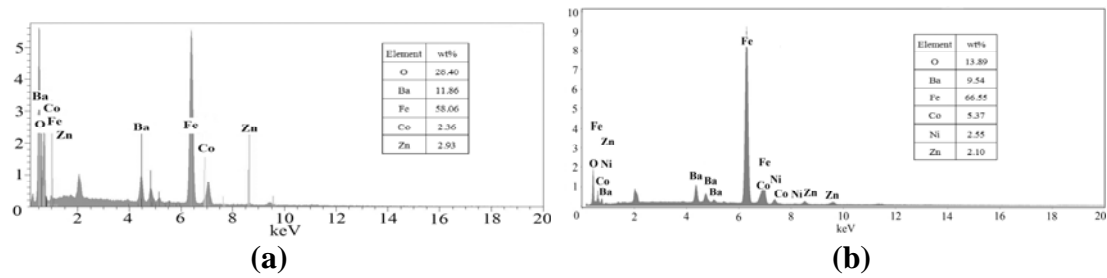 5
4
3
2
1
0
Ba
O
Co
Fe
Zn
Ba
Fe
Co
Zn
Element wt%
O 28.40
Ba 11.86
Fe 58.06
Co 2.36
Zn 2.93
2 4 6 8 10 12 14 16 18 20
keV
(a)
10
9
8
7
6
5
4
3
2
1
Fe
Fe
Zn
O Ni
Co
Ba
Ba
Ba
Ba
Fe
Co
Ni
Co Ni Zn
Zn
Element wt%
O 13.89
Ba 9.54
Fe 66.55
Co 5.37
Ni 2.55
Zn 2.10
2 4 6 8 10 12 14 16 18 20
keV
(b)